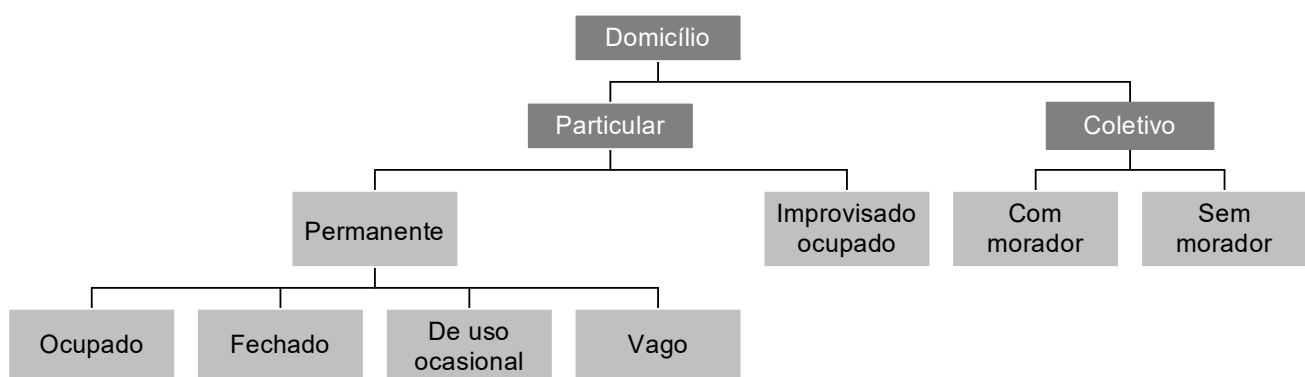 Domicílio
Particular
Coletivo
Permanente
Improvisado
ocupado
Com
morador
Sem
morador
Ocupado
Fechado
De uso
ocasional
Vago